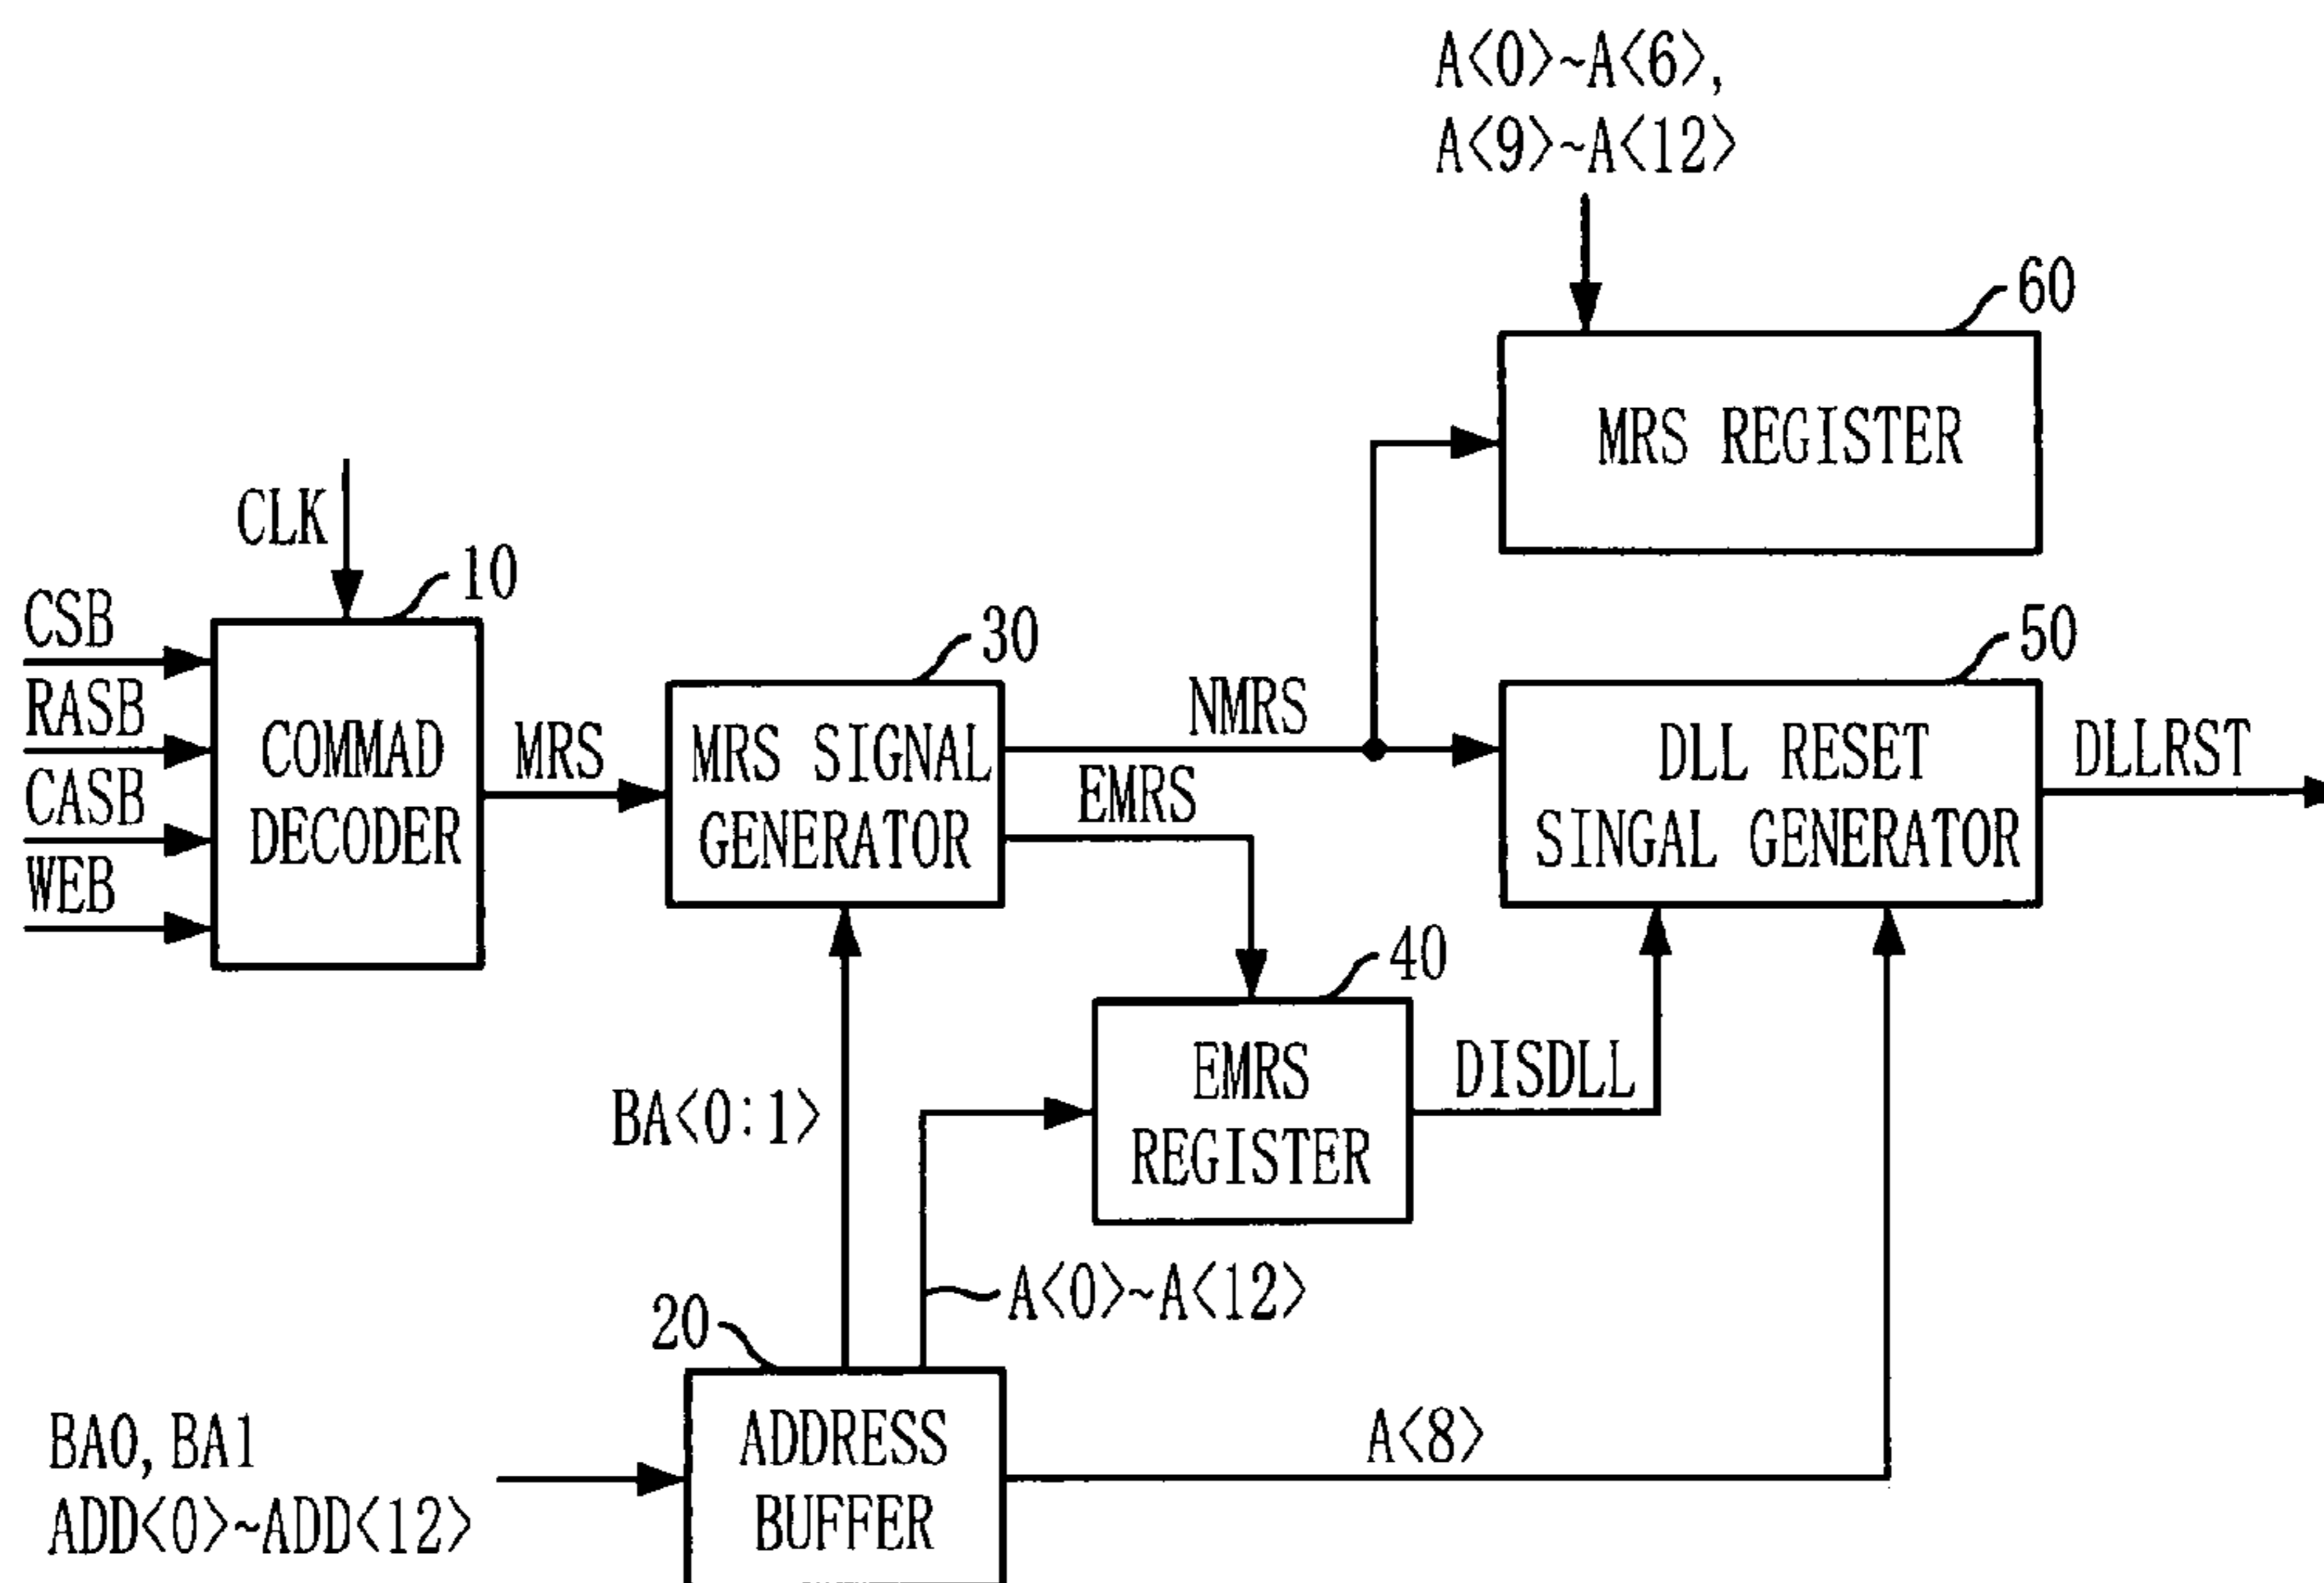 A<0>~A<6>,
A<9>~A<12>
60
MRS REGISTER
CLK
10
CSB
RASB
CASB
WEB
COMMAD
DECODER
MRS
30
MRS SIGNAL
GENERATOR
NMRS
EMRS
50
DLL RESET
SINGAL GENERATOR
DLLRST
40
EMRS
REGISTER
DISDLL
BA<0:1>
A<0>~A<12>
20
ADDRESS
BUFFER
A<8>
BA0, BA1
ADD<0>~ADD<12>